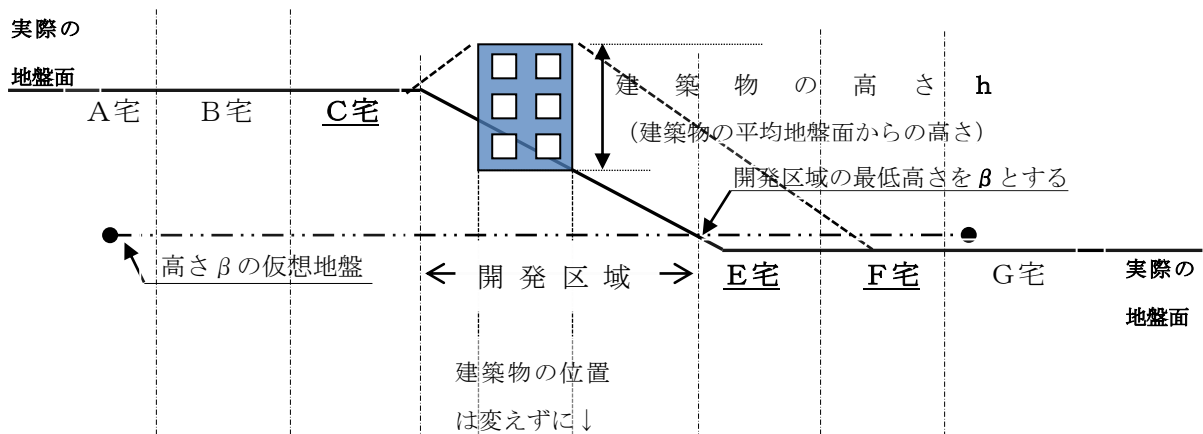 実際の
地盤面
A宅
B宅
C宅
建築物の高さh
(建築物の平均地盤面からの高さ)
開発区域の最低高さをβとする
高さβの仮想地盤
開発区域
E宅
F宅
G宅
実際の
地盤面
建築物の位置
は変えずに↓